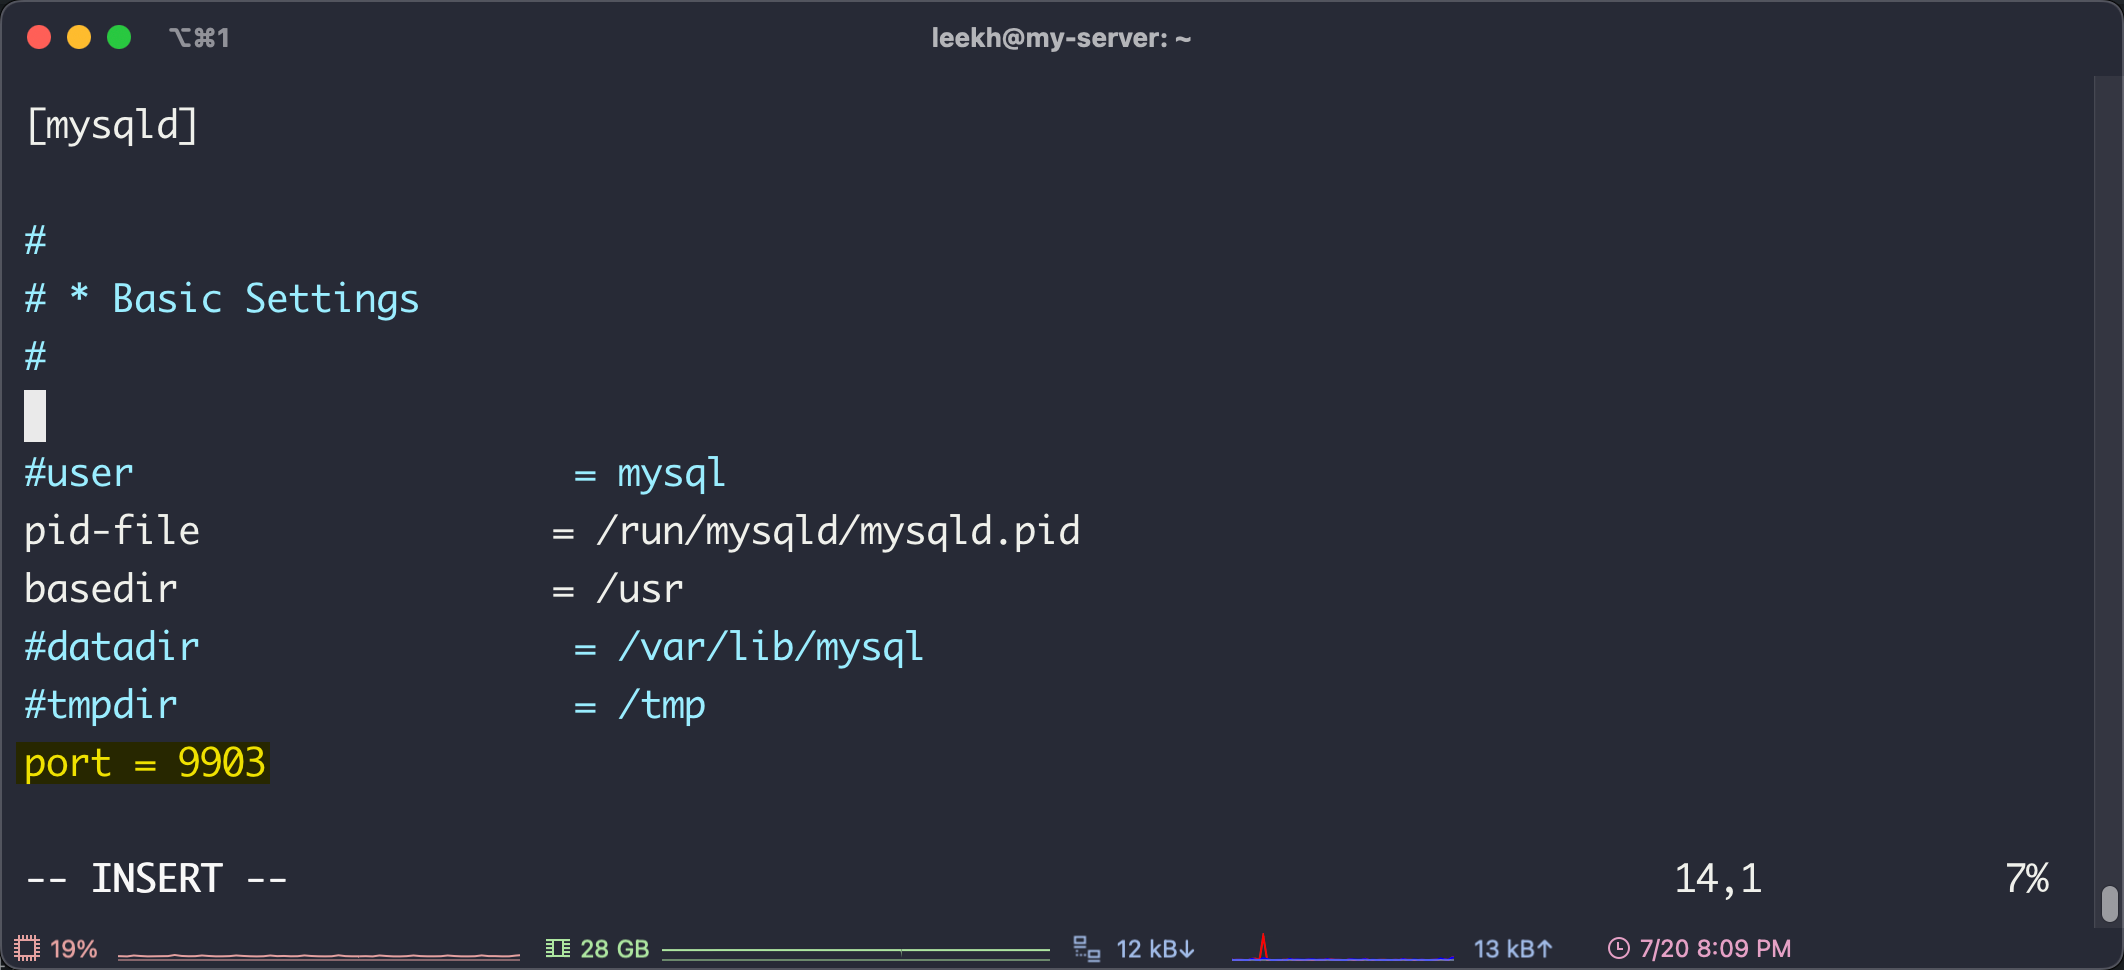 ⌥⌘1 leekh@my-server: ~
[mysqld]
#
# * Basic Settings
#
#user = mysql
pid-file = /run/mysqld/mysqld.pid
basedir = /usr
#datadir = /var/lib/mysql
#tmpdir = /tmp
port = 9903
-- INSERT -- 14,1 7%
19% 28 GB 12 kB↓ 13 kB↑ 7/20 8:09 PM